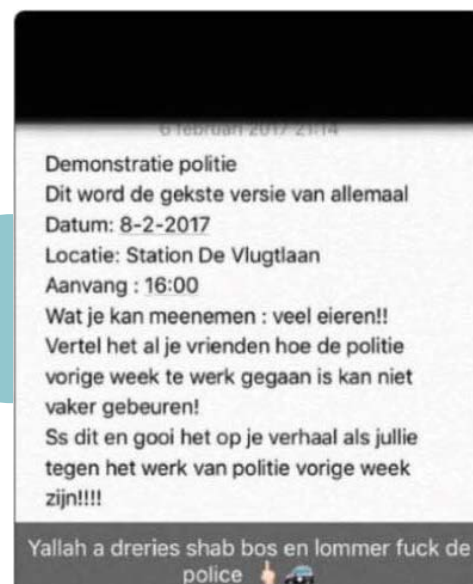 6 februari 2017 21:14
Demonstratie politie
Dit word de gekste versie van allemaal
Datum: 8-2-2017
Locatie: Station De Vlugtlaan
Aanvang : 16:00
Wat je kan meenemen : veel eieren!!
Vertel het al je vrienden hoe de politie
vorige week te werk gegaan is kan niet
vaker gebeuren!
Ss dit en gooi het op je verhaal als jullie
tegen het werk van politie vorige week
zijn!!!!
Yallah a dreries shab bos en lommer fuck de
police 🖕🏻 🚓